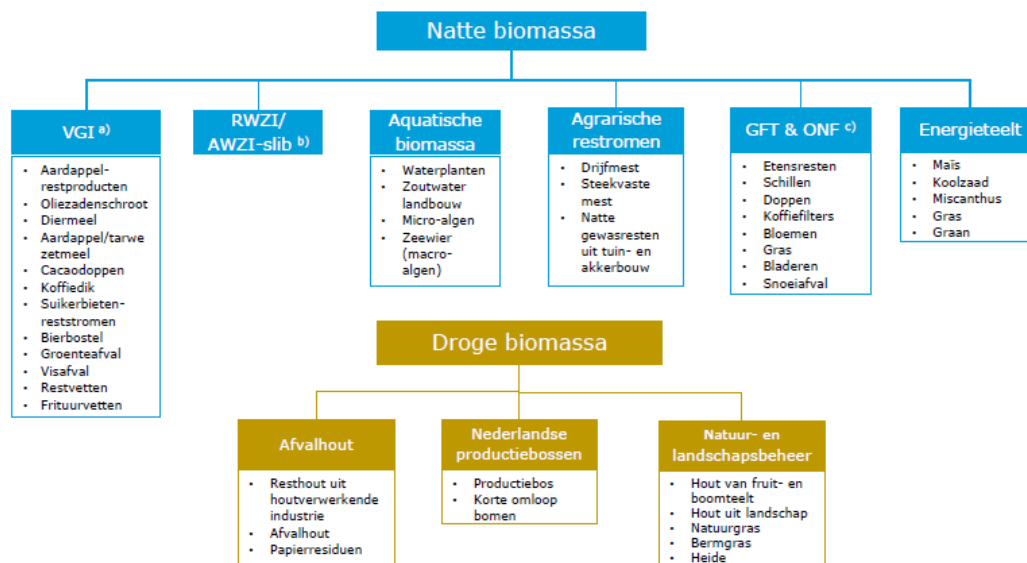 Natte biomassa
VGI a)
• Aardappel-
restproducten
• Oliezadenschroot
• Diermeel
• Aardappel/tarwe
zetmeel
• Cacaodoppen
• Koffiedik
• Suikerbieten-
reststromen
• Bierbostel
• Groenteafval
• Visafval
• Restvetten
• Frituurvetten
RWZI/
AWZI-slib b)
Aquatische
biomassa
• Waterplanten
• Zoutwater
landbouw
• Micro-algen
• Zeewier
(macro-
algen)
Agrarische
restromen
• Drijfmest
• Steekvaste
mest
• Natte
gewasresten
uit tuin- en
akkerbouw
GFT & ONF c)
• Etensresten
• Schillen
• Doppen
• Koffiefilters
• Bloemen
• Gras
• Bladeren
• Snoeiafval
Energieteelt
• Maïs
• Koolzaad
• Miscanthus
• Gras
• Graan
Droge biomassa
Afvalhout
• Resthout uit
houtverwerkende
industrie
• Afvalhout
• Papierresiduen
Nederlandse
productiebossen
• Productiebos
• Korte omloop
bomen
Natuur- en
landschapsbeheer
• Hout van fruit- en
boomteelt
• Hout uit landschap
• Natuurgras
• Bermgras
• Heide